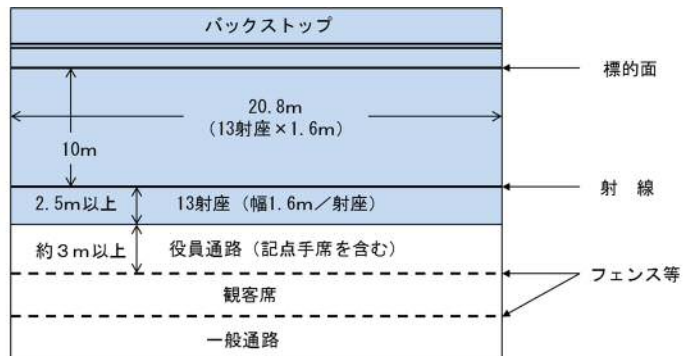 バックストップ
標的面
20.8m
（13射座×1.6m）
10m
射　線
2.5m以上
13射座（幅1.6m／射座）
約３ｍ以上
役員通路（記点手席を含む）
フェンス等
観客席
一般通路